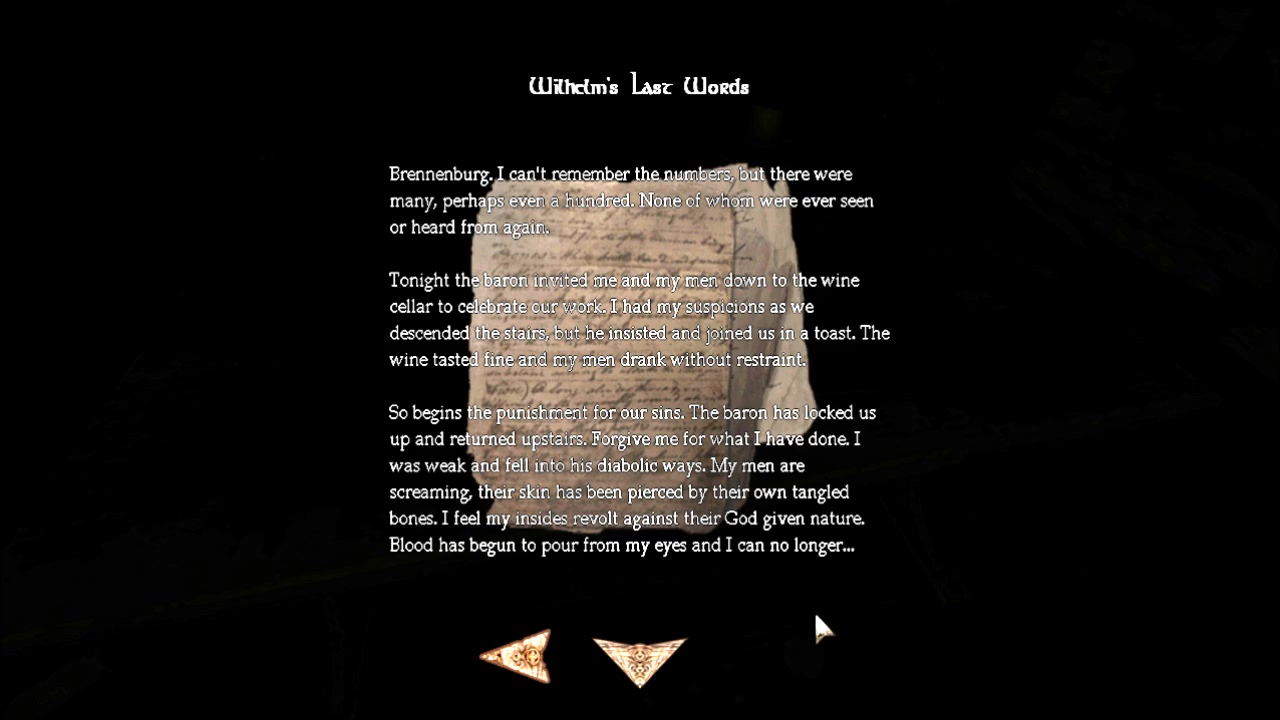 Wilhelm's Last Words
Brennenburg. I can't remember the numbers, but there were
many, perhaps even a hundred. None of whom were ever seen
or heard from again.
Tonight the baron invited me and my men down to the wine
cellar to celebrate our work. I had my suspicions as we
descended the stairs, but he insisted and joined us in a toast. The
wine tasted fine and my men drank without restraint.
So begins the punishment for our sins. The baron has locked us
up and returned upstairs. Forgive me for what I have done. I
was weak and fell into his diabolic ways. My men are
screaming, their skin has been pierced by their own tangled
bones. I feel my insides revolt against their God given nature.
Blood has begun to pour from my eyes and I can no longer...